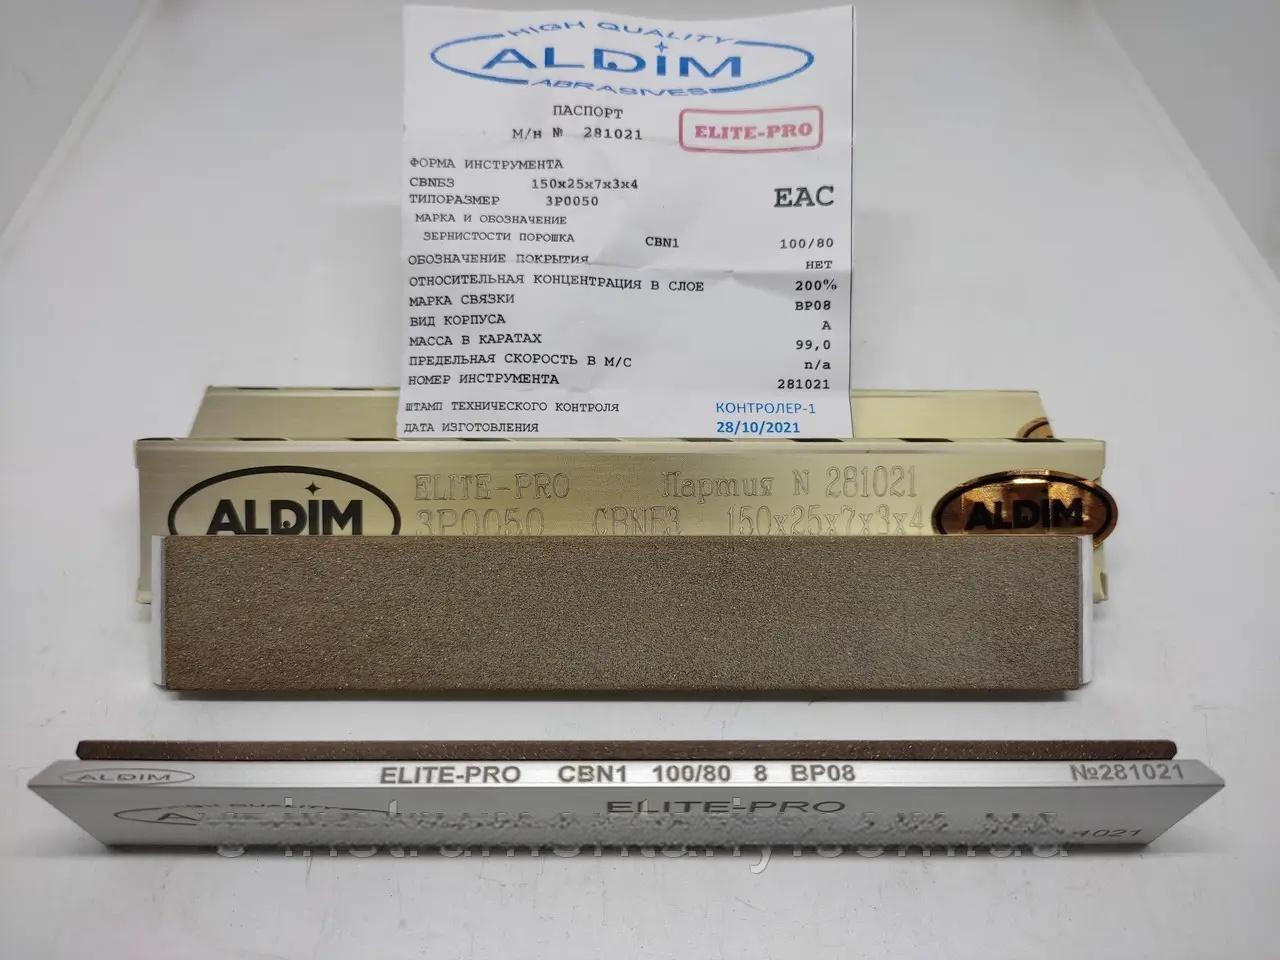 HIGH QUALITY
ALDIM
ABRASIVES
ПАСПОРТ
М/н № 281021
ELITE-PRO
ФОРМА ИНСТРУМЕНТА
CBNБ3 150x25x7x3x4
ТИПОРАЗМЕР 3P0050
EAC
МАРКА И ОБОЗНАЧЕНИЕ
ЗЕРНИСТОСТИ ПОРОШКА CBN1 100/80
ОБОЗНАЧЕНИЕ ПОКРЫТИЯ НЕТ
ОТНОСИТЕЛЬНАЯ КОНЦЕНТРАЦИЯ В СЛОЕ 200%
МАРКА СВЯЗКИ BP08
ВИД КОРПУСА A
МАССА В КАРАТАХ 99,0
ПРЕДЕЛЬНАЯ СКОРОСТЬ В М/С n/a
НОМЕР ИНСТРУМЕНТА 281021
ШТАМП ТЕХНИЧЕСКОГО КОНТРОЛЯ КОНТРОЛЕР-1
ДАТА ИЗГОТОВЛЕНИЯ 28/10/2021
ALDIM
ELITE-PRO Партия N 281021
3P0050 CBNБ3 150x25x7x3x4
ALDIM
ALDIM ELITE-PRO CBN1 100/80 8 BP08 №281021
HIGH QUALITY
ELITE-PRO